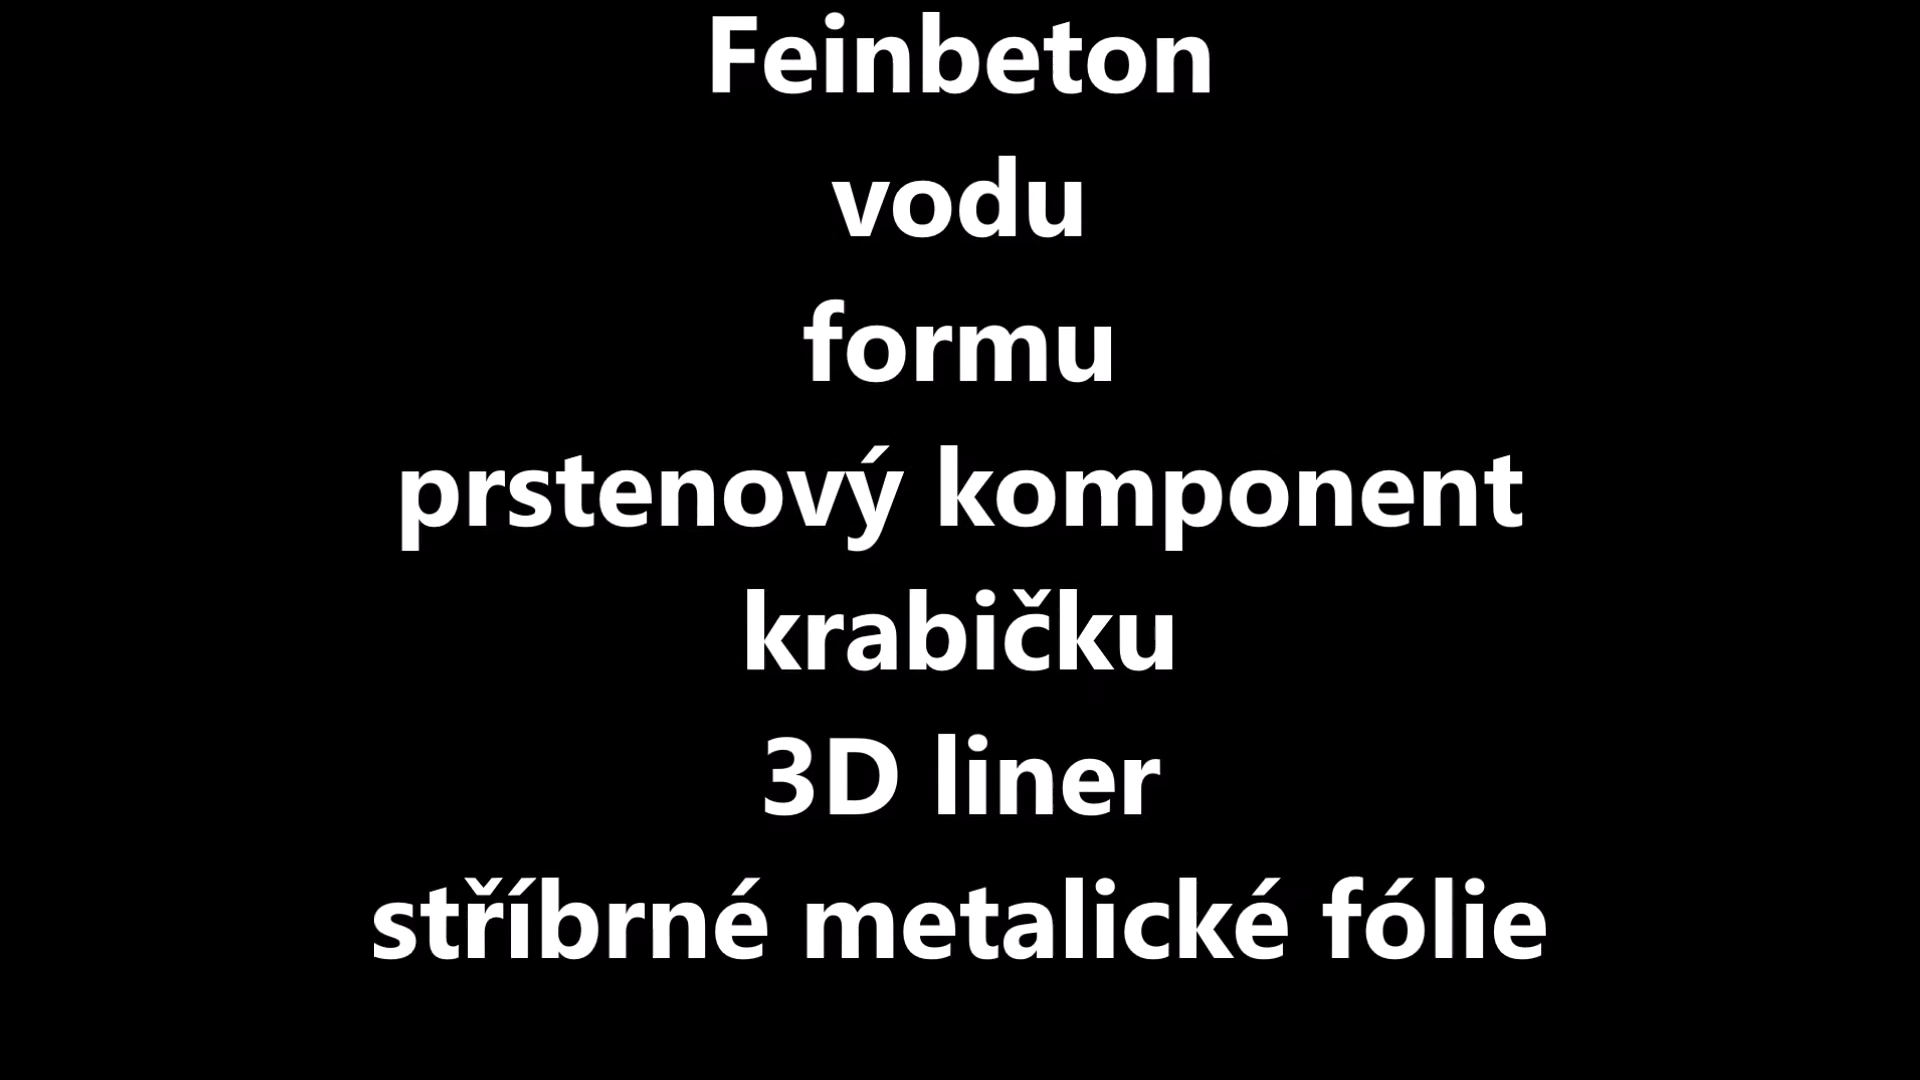 Feinbeton
vodu
formu
prstenový komponent
krabičku
3D liner
stříbrné metalické fólie